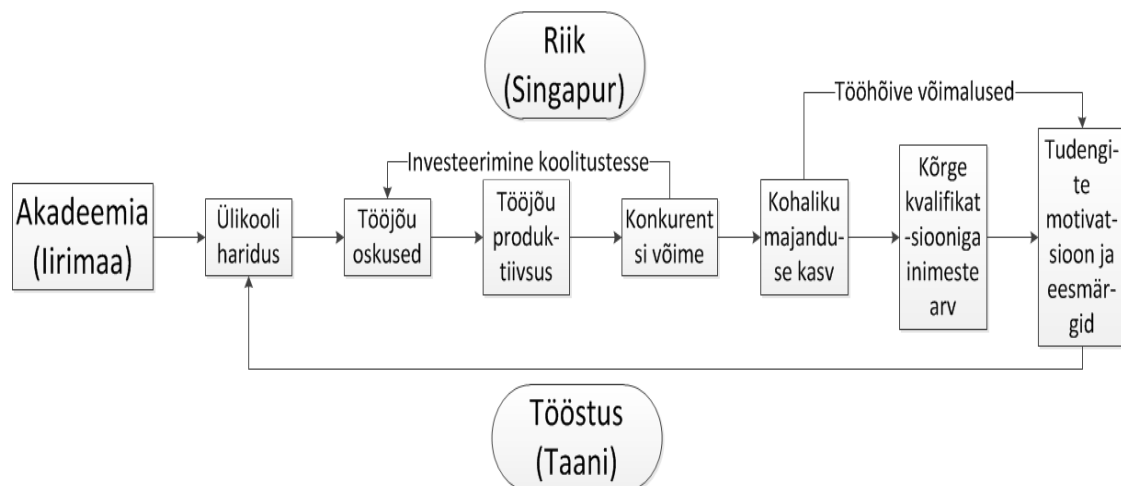 Riik
(Singapur)
Tööhõive võimalused
Investeerimine koolitustesse
Akadeemia
(Iirimaa)
Ülikooli
haridus
Tööjõu
oskused
Tööjõu
produk-
tiivsus
Konkurent
si võime
Kohaliku
majandu-
se kasv
Kõrge
kvalifikat
-siooniga
inimeste
arv
Tudengi-
te
motivat-
sioon ja
eesmär-
gid
Tööstus
(Taani)